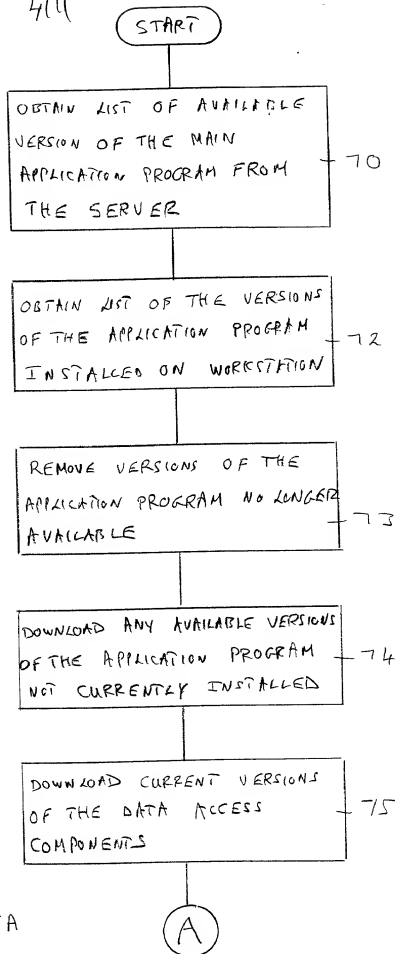 4/11
START
OBTAIN LIST OF AVAILABLE
VERSION OF THE MAIN
APPLICATION PROGRAM FROM
THE SERVER
70
OBTAIN LIST OF THE VERSIONS
OF THE APPLICATION PROGRAM
INSTALLED ON WORKSTATION
72
REMOVE VERSIONS OF THE
APPLICATION PROGRAM NO LONGER
AVAILABLE
73
DOWNLOAD ANY AVAILABLE VERSIONS
OF THE APPLICATION PROGRAM
NOT CURRENTLY INSTALLED
74
DOWNLOAD CURRENT VERSIONS
OF THE DATA ACCESS
COMPONENTS
75
A